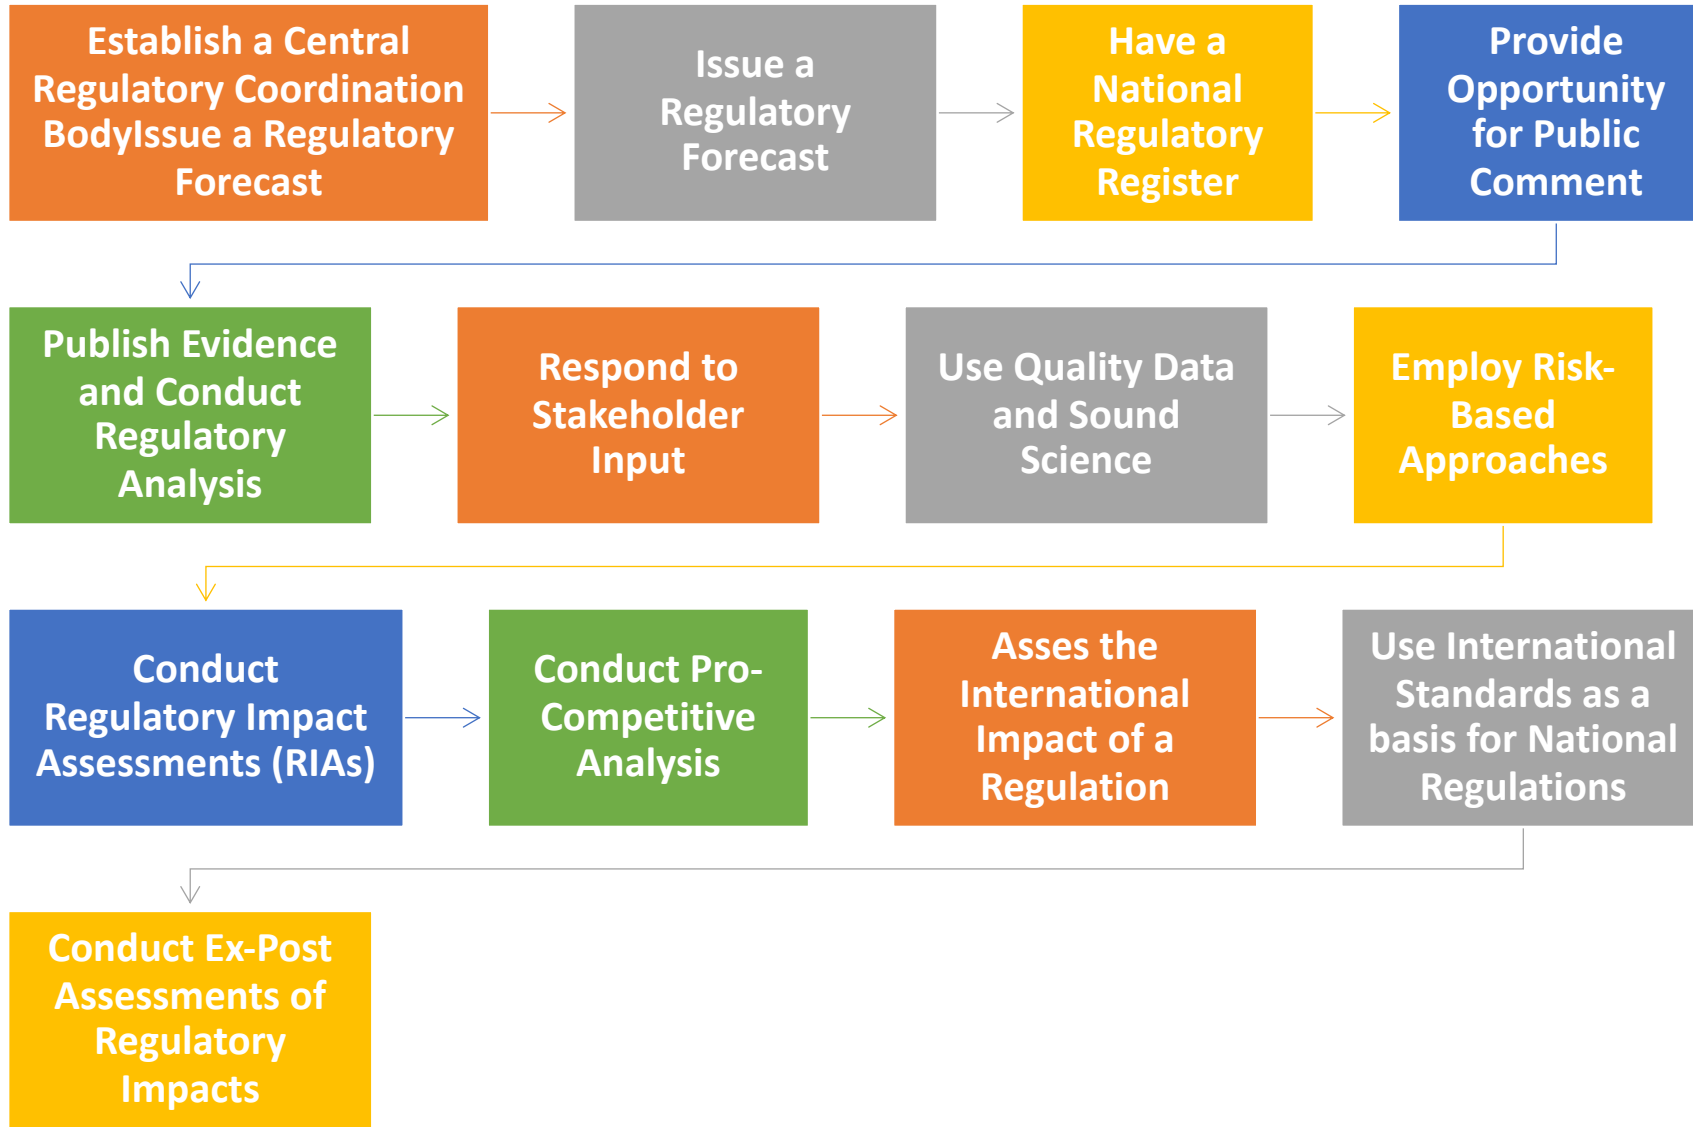 Establish a Central
Regulatory Coordination
BodyIssue a Regulatory
Forecast
Issue a
Regulatory
Forecast
Have a
National
Regulatory
Register
Provide
Opportunity
for Public
Comment
Publish Evidence
and Conduct
Regulatory
Analysis
Respond to
Stakeholder
Input
Use Quality Data
and Sound
Science
Employ Risk-
Based
Approaches
Conduct
Regulatory Impact
Assessments (RIAs)
Conduct Pro-
Competitive
Analysis
Asses the
International
Impact of a
Regulation
Use International
Standards as a
basis for National
Regulations
Conduct Ex-Post
Assessments of
Regulatory
Impacts